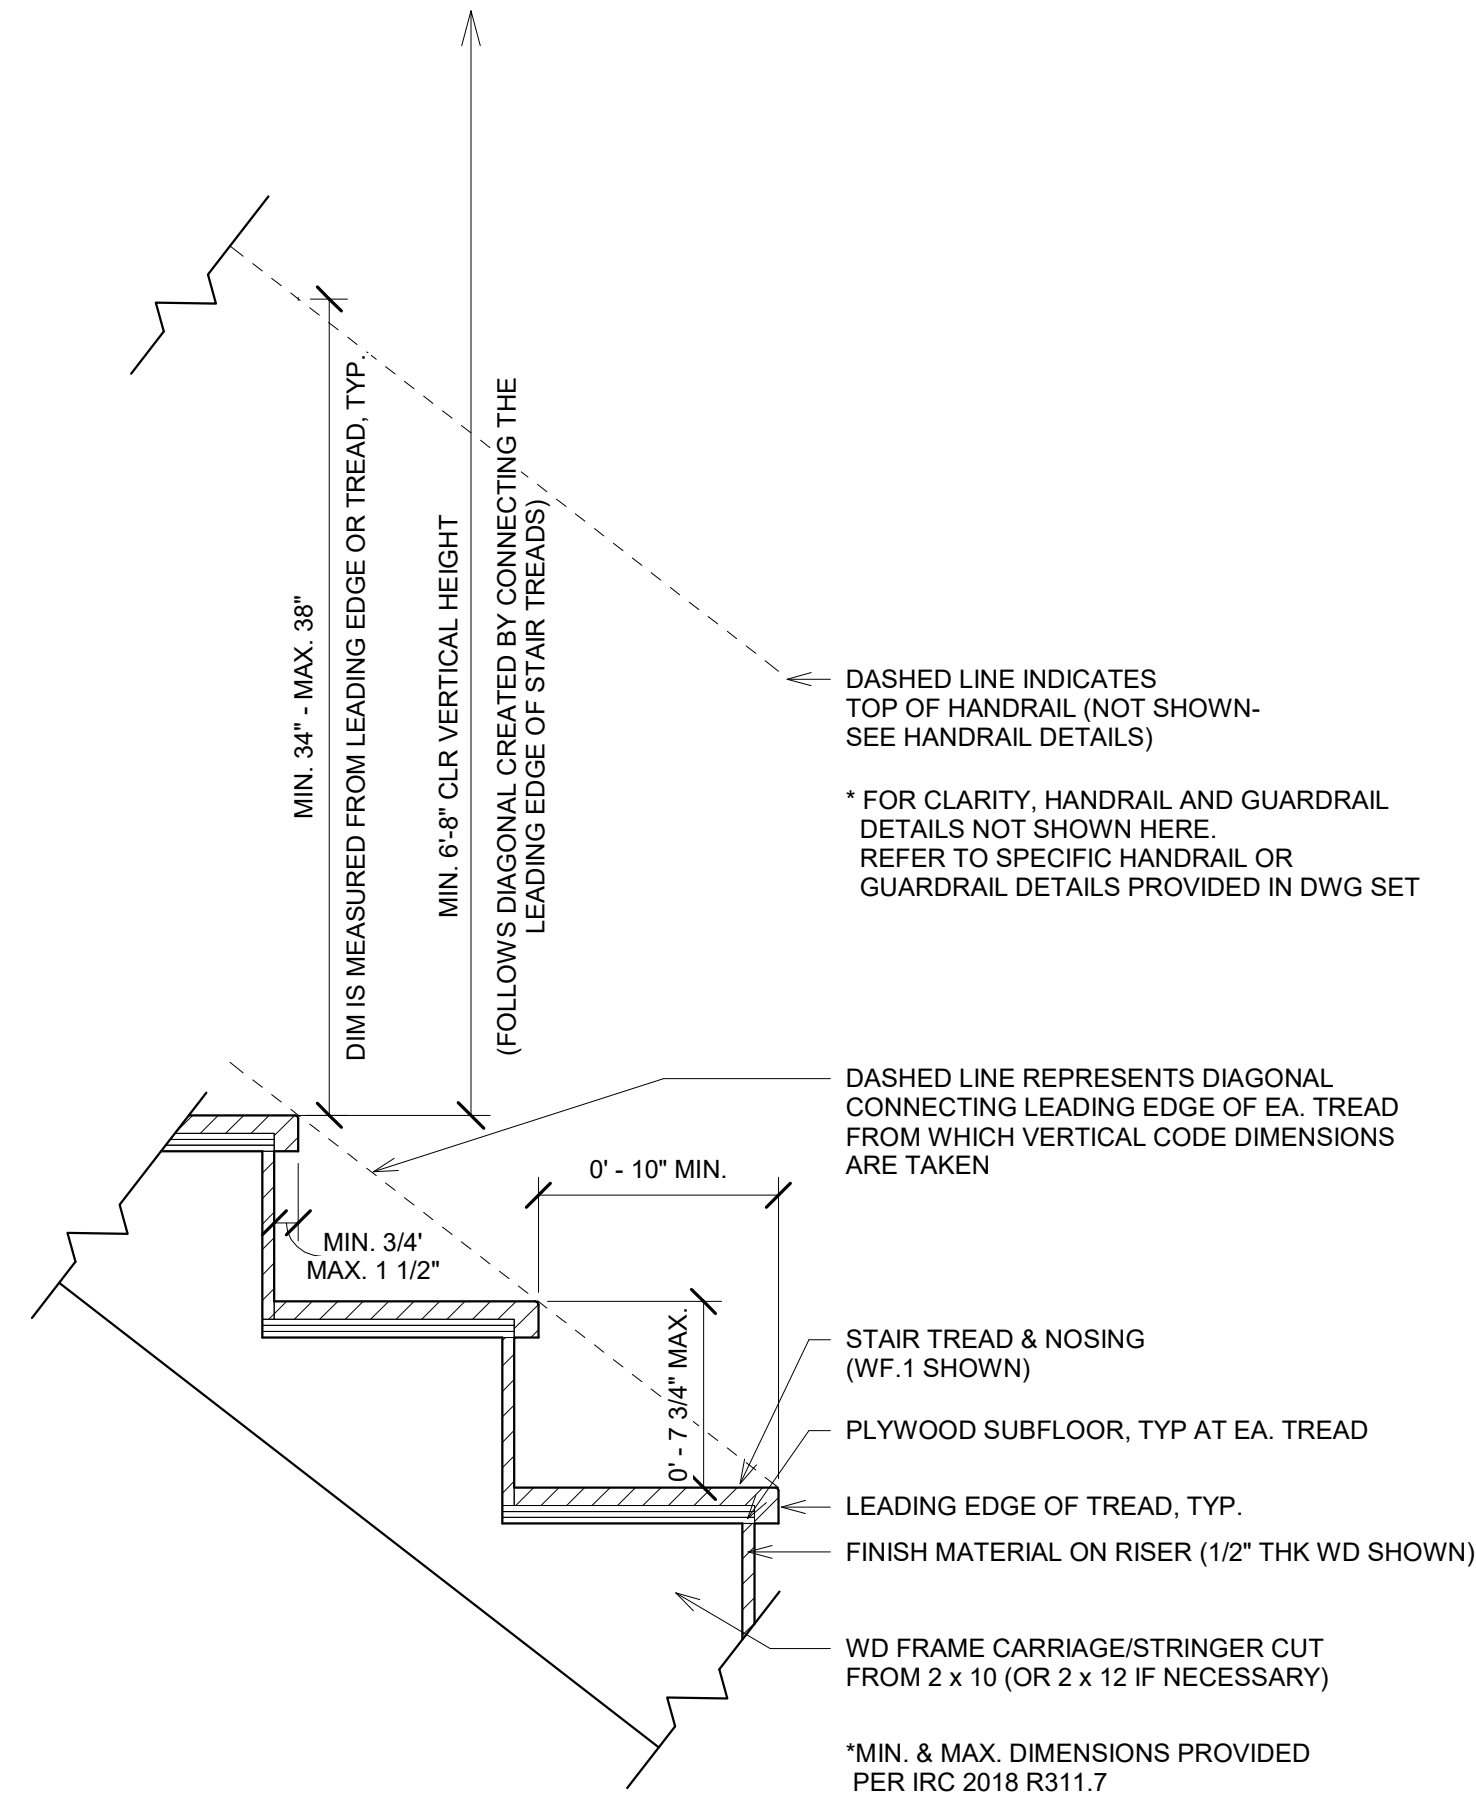 MIN. 34" - MAX. 38"
DIM IS MEASURED FROM LEADING EDGE OR TREAD, TYP.
MIN. 6'-8" CLR VERTICAL HEIGHT
(FOLLOWS DIAGONAL CREATED BY CONNECTING THE
LEADING EDGE OF STAIR TREADS)
DASHED LINE INDICATES
TOP OF HANDRAIL (NOT SHOWN-
SEE HANDRAIL DETAILS)
* FOR CLARITY, HANDRAIL AND GUARDRAIL
DETAILS NOT SHOWN HERE.
REFER TO SPECIFIC HANDRAIL OR
GUARDRAIL DETAILS PROVIDED IN DWG SET
DASHED LINE REPRESENTS DIAGONAL
CONNECTING LEADING EDGE OF EA. TREAD
FROM WHICH VERTICAL CODE DIMENSIONS
ARE TAKEN
0' - 10" MIN.
MIN. 3/4'
MAX. 1 1/2"
0' - 7 3/4" MAX.
STAIR TREAD & NOSING
(WF.1 SHOWN)
PLYWOOD SUBFLOOR, TYP AT EA. TREAD
LEADING EDGE OF TREAD, TYP.
FINISH MATERIAL ON RISER (1/2" THK WD SHOWN)
WD FRAME CARRIAGE/STRINGER CUT
FROM 2 x 10 (OR 2 x 12 IF NECESSARY)
*MIN. & MAX. DIMENSIONS PROVIDED
PER IRC 2018 R311.7